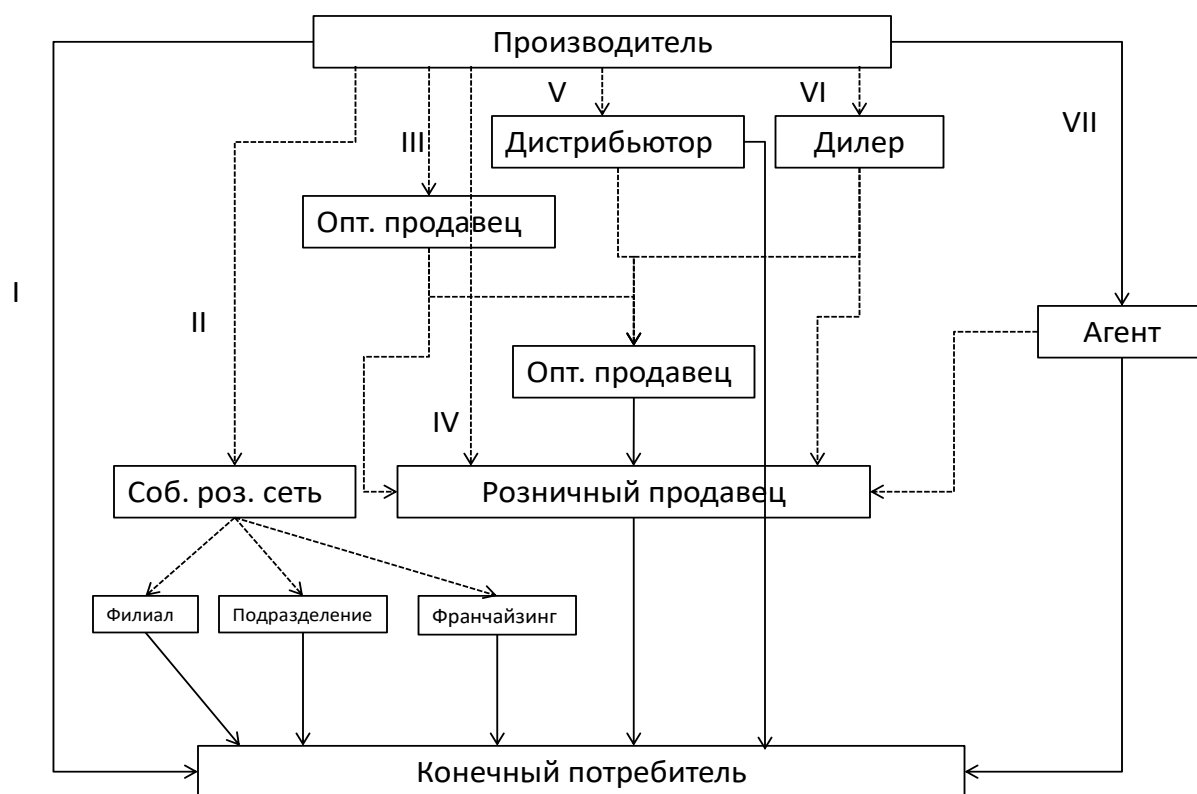 Производитель
V
VI
VII
III
Дистрибьютор
Дилер
Опт. продавец
I
II
Агент
Опт. продавец
IV
Соб. роз. сеть
Розничный продавец
Филиал
Подразделение
Франчайзинг
Конечный потребитель